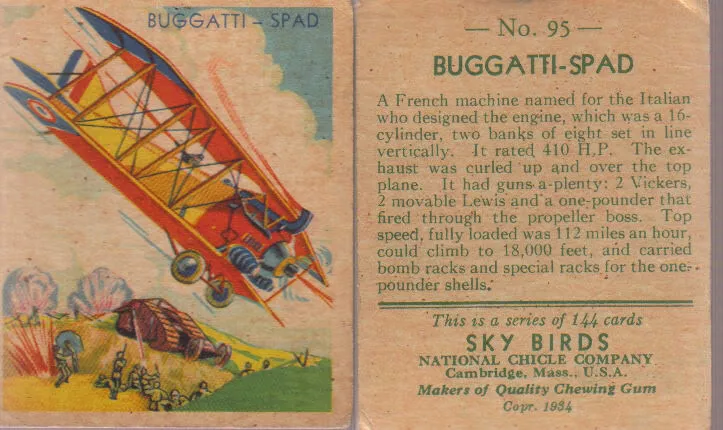 BUGGATTI - SPAD
— No. 95 —
BUGGATTI-SPAD
A French machine named for the Italian
who designed the engine, which was a 16-
cylinder, two banks of eight set in line
vertically. It rated 410 H.P. The ex-
haust was curled up and over the top
plane. It had guns a-plenty: 2 Vickers,
2 movable Lewis and a one-pounder that
fired through the propeller boss. Top
speed, fully loaded was 112 miles an hour,
could climb to 18,000 feet, and carried
bomb racks and special racks for the one-
pounder shells.
This is a series of 144 cards
SKY BIRDS
NATIONAL CHICLE COMPANY
Cambridge, Mass., U.S.A.
Makers of Quality Chewing Gum
Copr. 1934